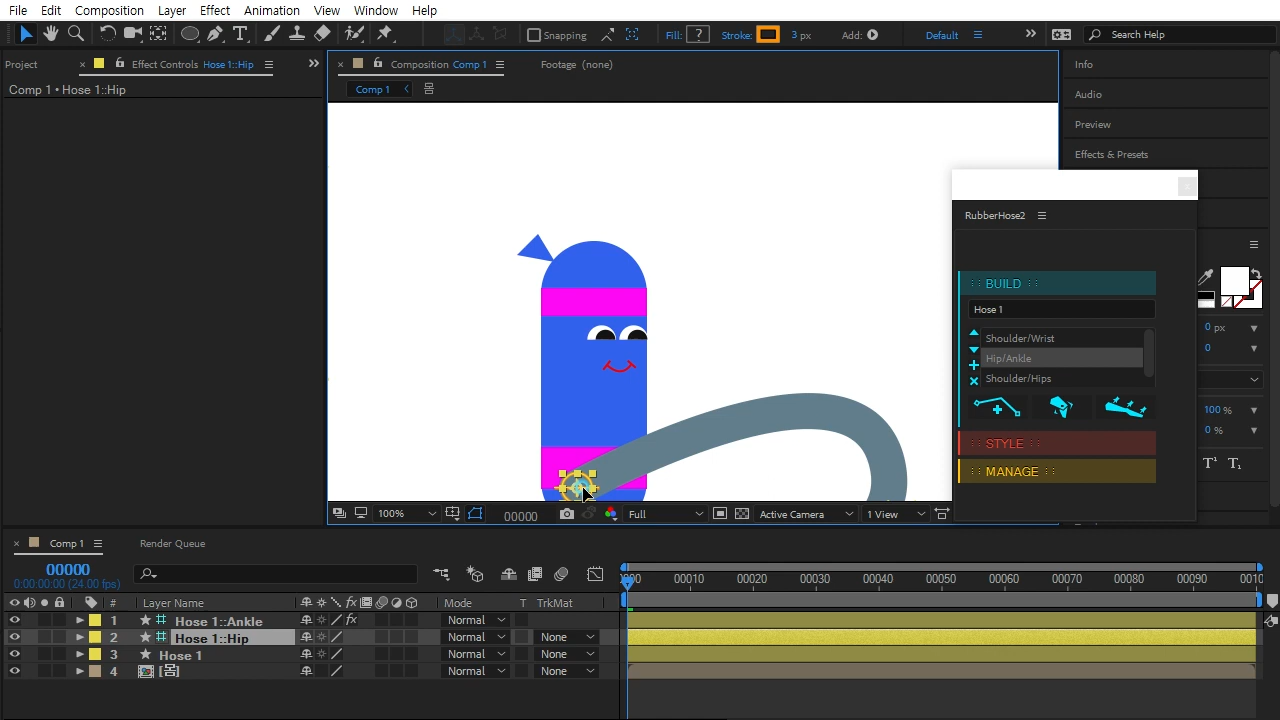 File Edit Composition Layer Effect Animation View Window Help
Snapping Fill: ? Stroke: 3 px Add: Default Search Help
Project Effect Controls Hose 1::Hip Composition Comp 1 Footage (none) Info
Comp 1 • Hose 1::Hip Comp 1 Audio
Preview
Effects & Presets
RubberHose2
:: BUILD ::
Hose 1
0 px
Shoulder/Wrist
0
Hip/Ankle
Shoulder/Hips
100 %
0 %
:: STYLE ::
:: MANAGE ::
100% 00000 Full Active Camera 1 View
Comp 1 Render Queue
00000
0:00:00:00 (24.00 fps)
00010 00020 00030 00040 00050 00060 00070 00080 00090 0010
# Layer Name fx Mode T TrkMat
1 Hose 1::Ankle fx Normal
2 Hose 1::Hip Normal None
3 Hose 1 Normal None
4 [몸] Normal None